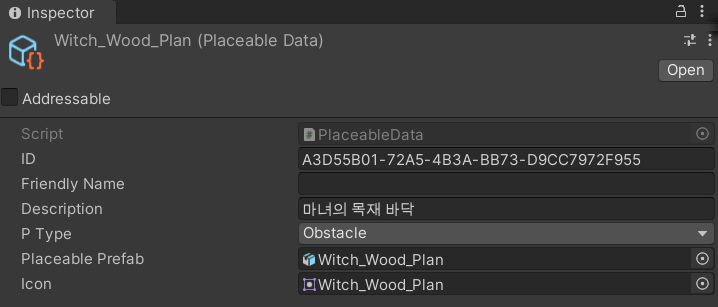 Inspector
Witch_Wood_Plan (Placeable Data)
Open
Addressable
Script PlaceableData
ID A3D55B01-72A5-4B3A-BB73-D9CC7972F955
Friendly Name
Description 마녀의 목재 바닥
P Type Obstacle
Placeable Prefab Witch_Wood_Plan
Icon Witch_Wood_Plan